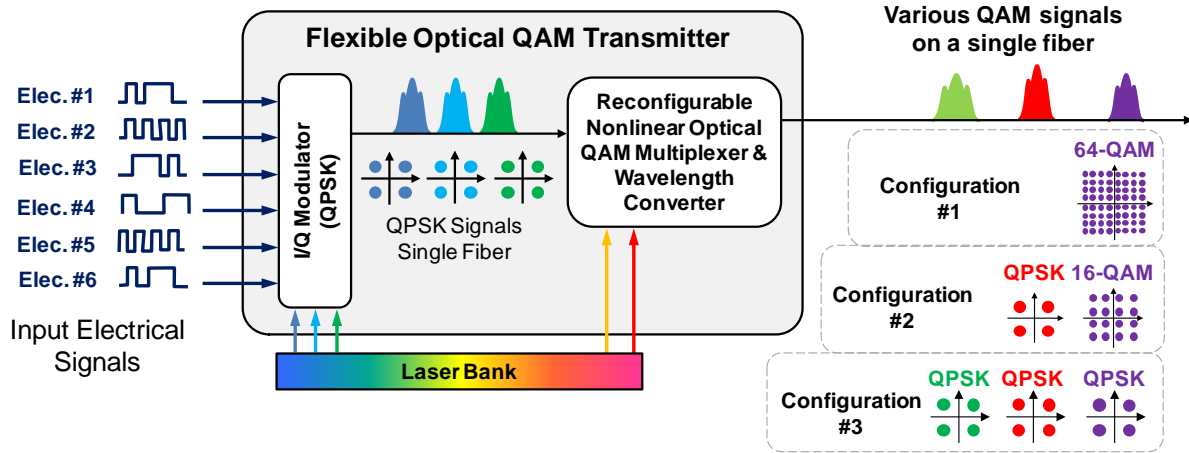 Flexible Optical QAM Transmitter
Various QAM signals
on a single fiber
Elec. #1
Elec. #2
Elec. #3
Elec. #4
Elec. #5
Elec. #6
Input Electrical
Signals
I/Q Modulator
(QPSK)
QPSK Signals
Single Fiber
Reconfigurable
Nonlinear Optical
QAM Multiplexer &
Wavelength
Converter
Laser Bank
64-QAM
Configuration
#1
QPSK 16-QAM
Configuration
#2
QPSK QPSK QPSK
Configuration
#3